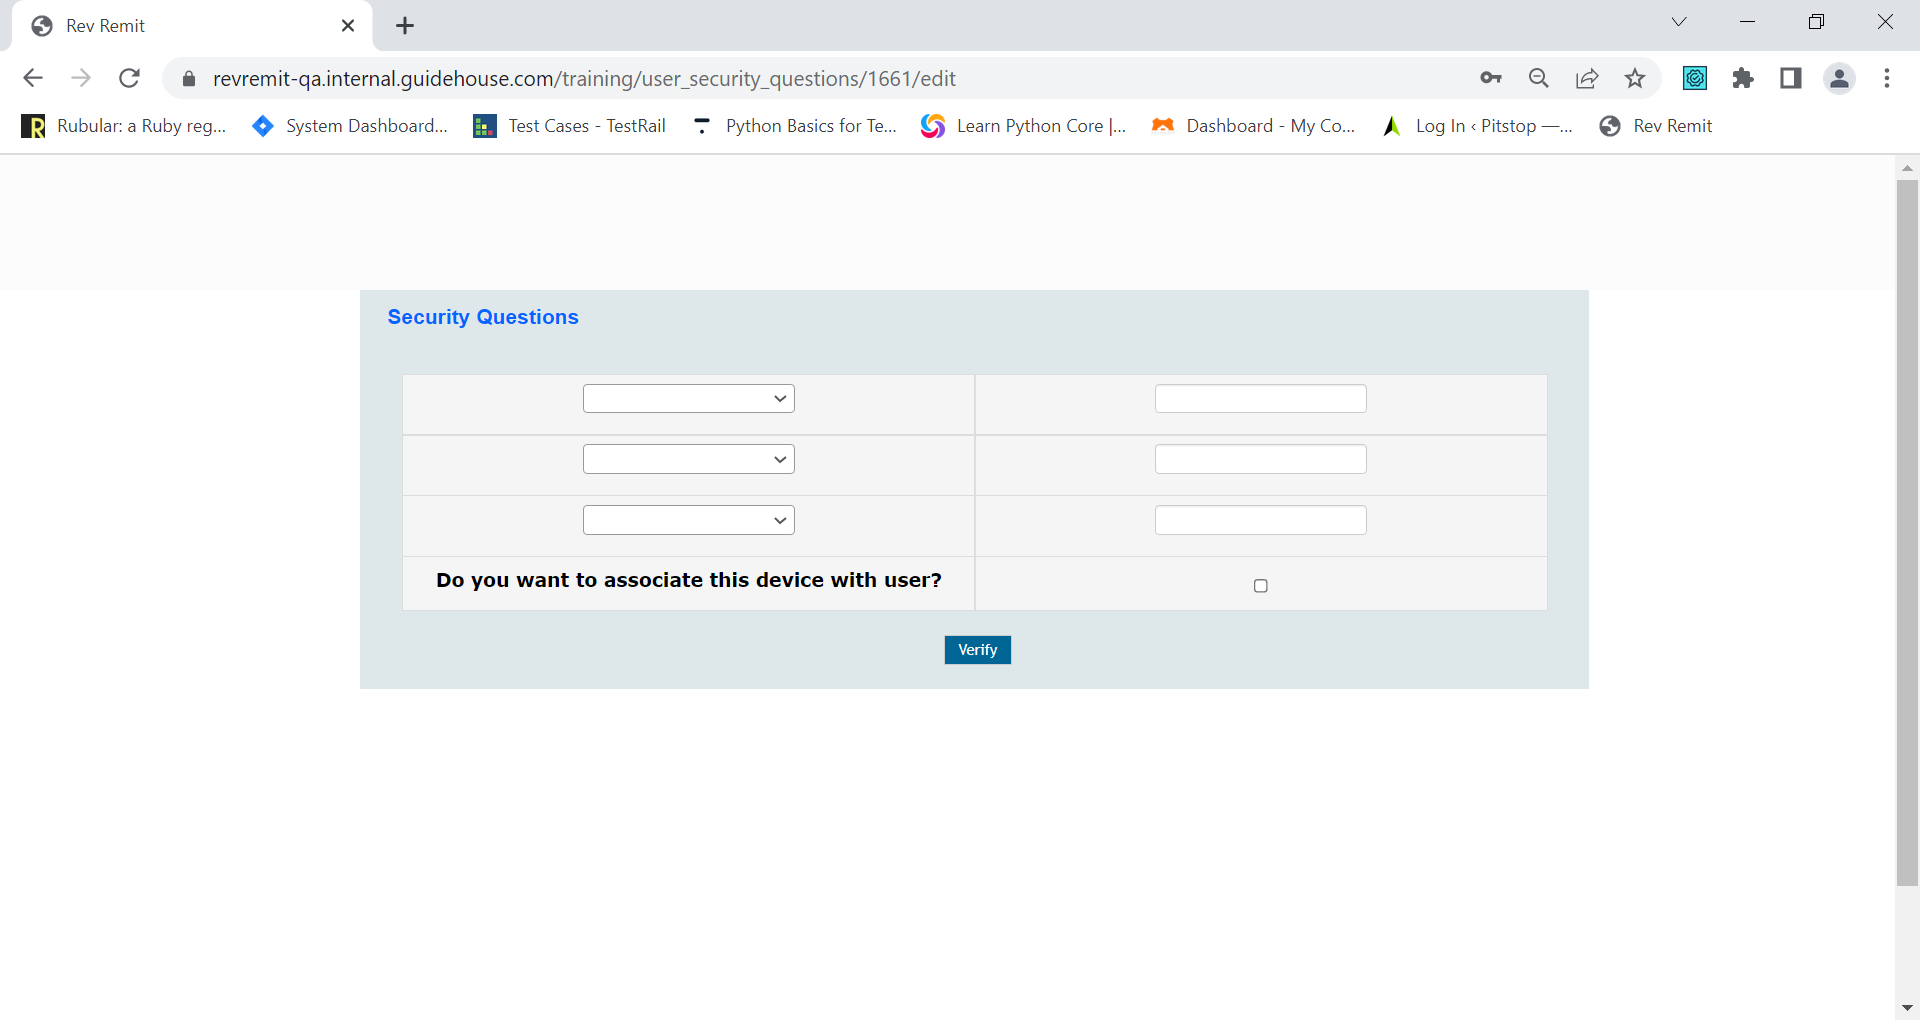 Rev Remit
revremit-qa.internal.guidehouse.com/training/user_security_questions/1661/edit
Rubular: a Ruby reg... System Dashboard... Test Cases - TestRail Python Basics for Te... Learn Python Core |... Dashboard - My Co... Log In ‹ Pitstop —... Rev Remit
Security Questions
Do you want to associate this device with user?
Verify